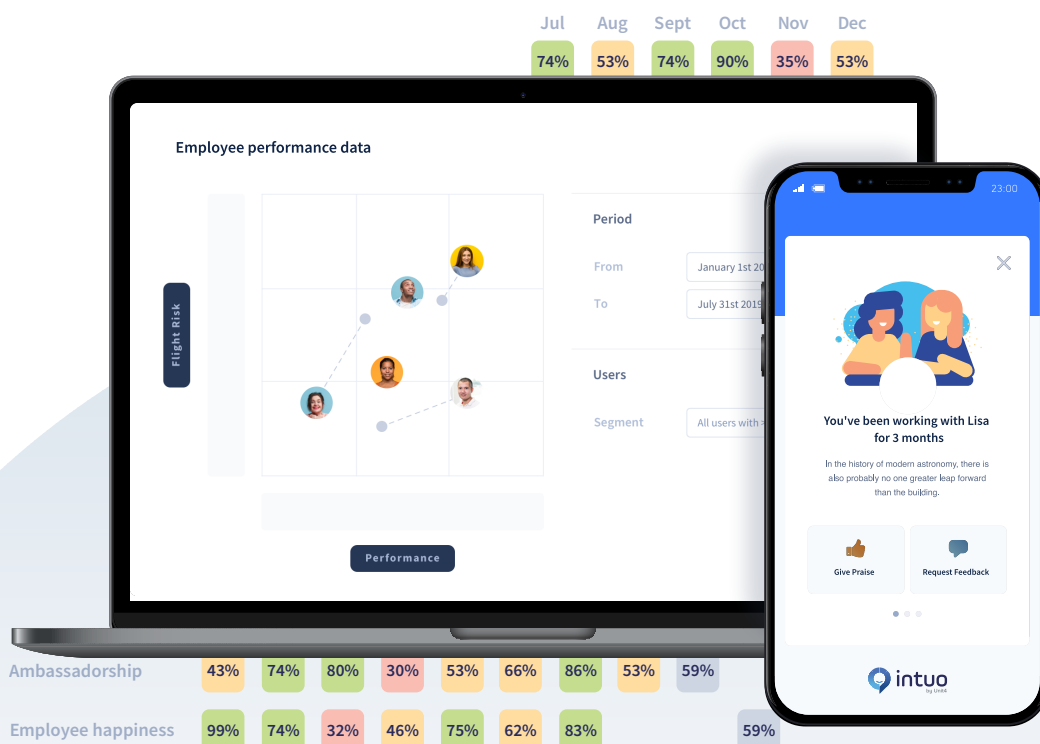 Jul Aug Sept Oct Nov Dec
74% 53% 74% 90% 35% 53%
Employee performance data
Flight Risk
Performance
Period
From January 1st 20
To July 31st 2019
Users
Segment All users with
23:00
You've been working with Lisa
for 3 months
In the history of modern astronomy, there is
also probably no one greater leap forward
than the building.
Give Praise Request Feedback
intuo
by Unit4
Ambassadorship 43% 74% 80% 30% 53% 66% 86% 53% 59%
Employee happiness 99% 74% 32% 46% 75% 62% 83% 59%